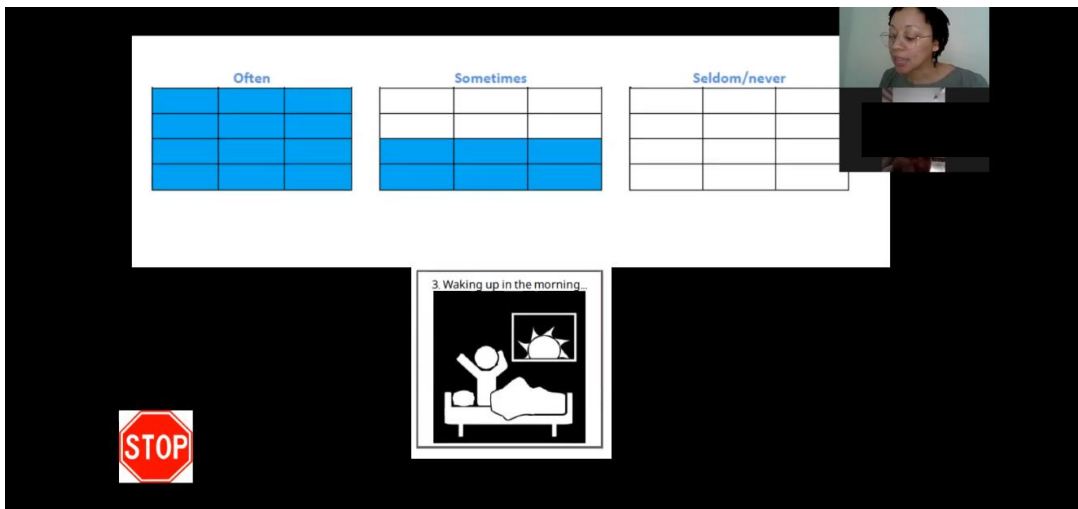 Often Sometimes Seldom/never
3. Waking up in the morning...
STOP